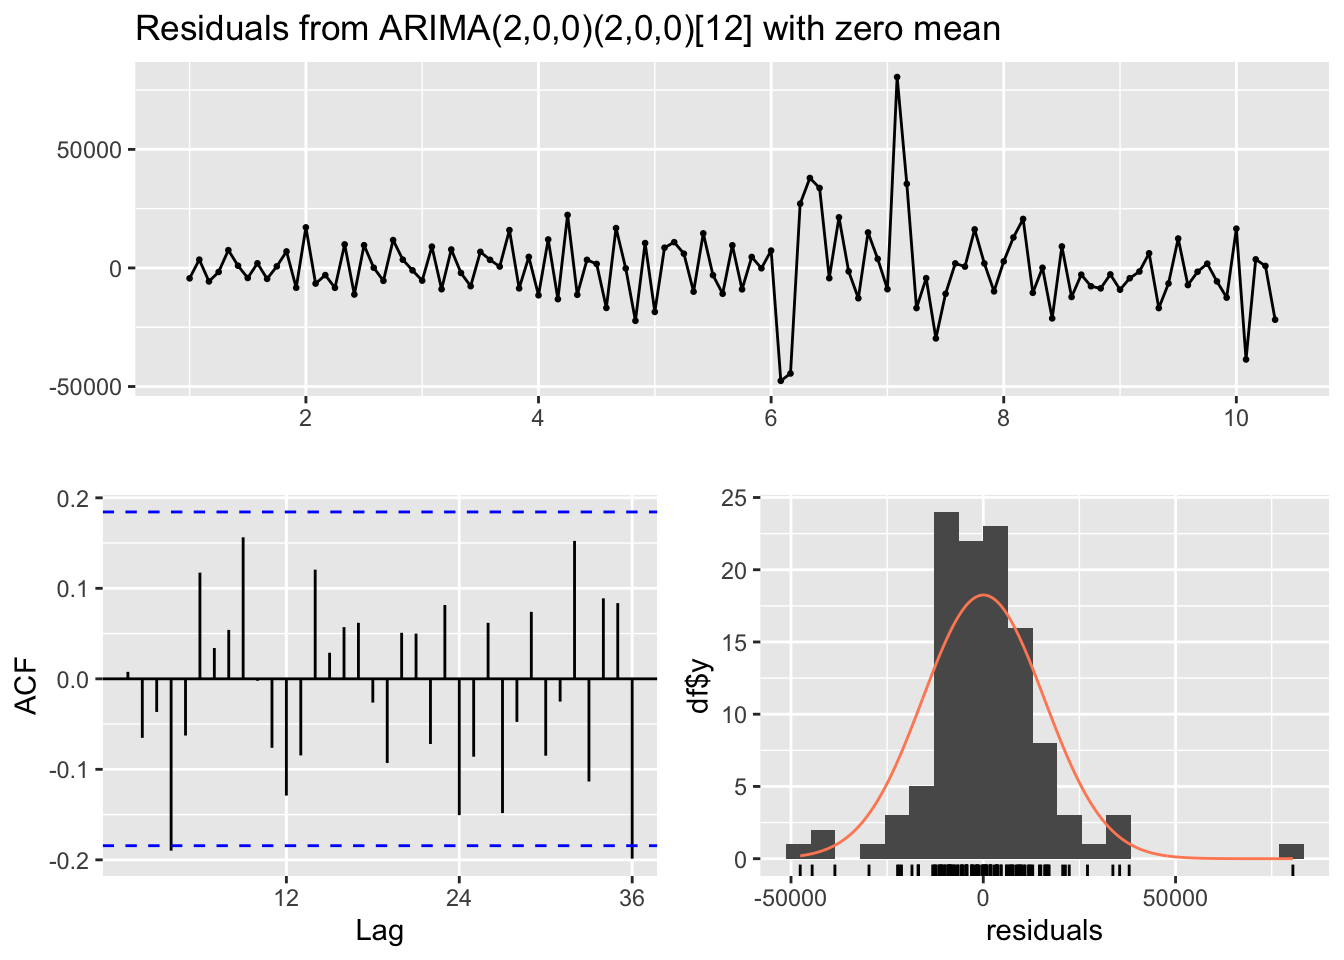 Residuals from ARIMA(2,0,0)(2,0,0)[12] with zero mean
50000
0
-50000
2 4 6 8 10
0.2
0.1
0.0
-0.1
-0.2
ACF
12 24 36
Lag
25
20
15
10
5
0
df$y
-50000 0 50000
residuals